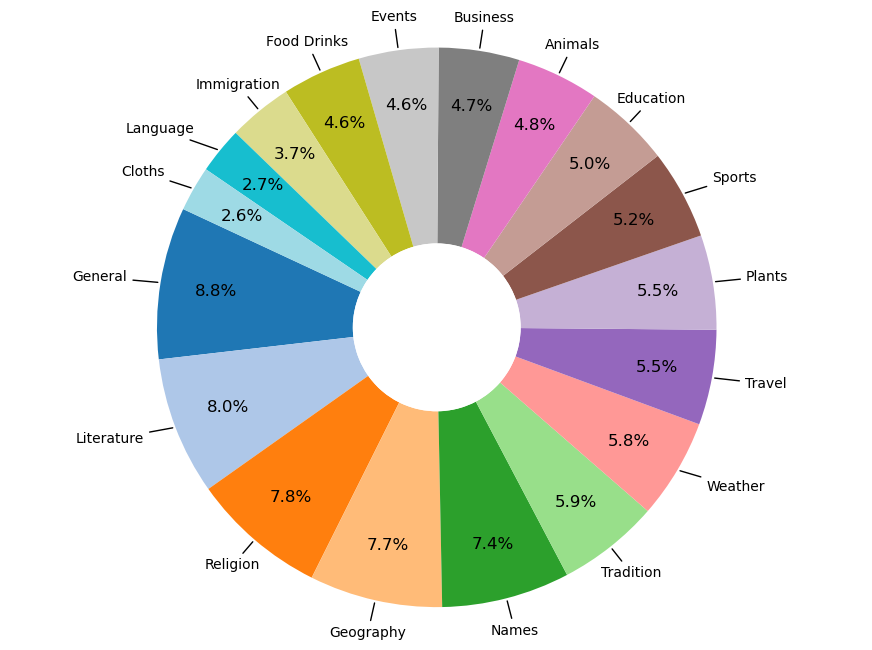 Events
Business
Food Drinks
Animals
Immigration
Education
Language
Sports
Cloths
Plants
General
Travel
Literature
Weather
Religion
Tradition
Geography
Names
4.6%
4.7%
4.6%
4.8%
3.7%
5.0%
2.7%
5.2%
2.6%
5.5%
8.8%
5.5%
8.0%
5.8%
7.8%
5.9%
7.7%
7.4%